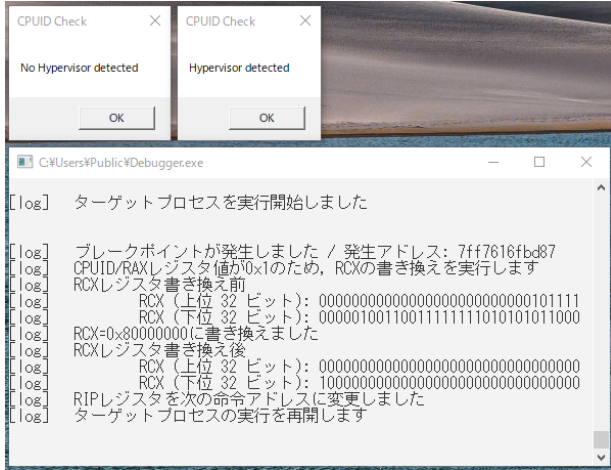 CPUID Check
No Hypervisor detected
OK
CPUID Check
Hypervisor detected
OK
C:¥Users¥Public¥Debugger.exe
[log] ターゲットプロセスを実行開始しました
[log] ブレークポイントが発生しました / 発生アドレス: 7ff7616fbd87
[log] CPUID/RAXレジスタ値が0x1のため, RCXの書き換えを実行します
[log] RCXレジスタ書き換え前
[log] RCX (上位 32 ビット): 00000000000000000000000000101111
[log] RCX (下位 32 ビット): 00000100110011111111010101011000
[log] RCX=0x80000000に書き換えました
[log] RCXレジスタ書き換え後
[log] RCX (上位 32 ビット): 00000000000000000000000000000000
[log] RCX (下位 32 ビット): 10000000000000000000000000000000
[log] RIPレジスタを次の命令アドレスに変更しました
[log] ターゲットプロセスの実行を再開します